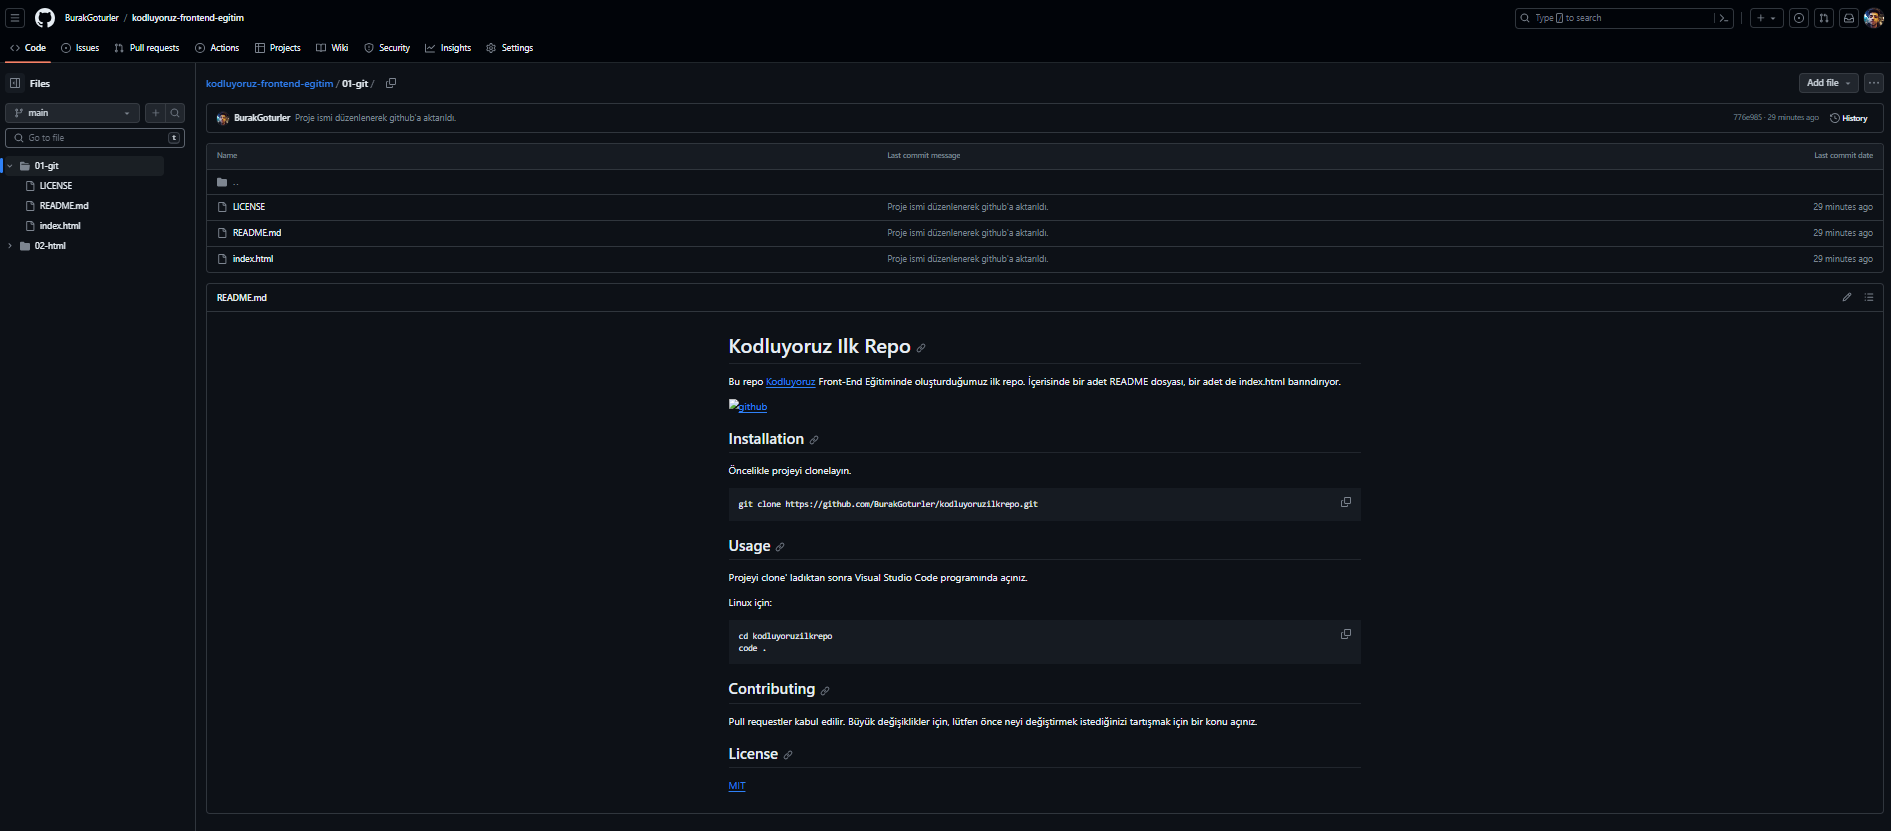 BurakGoturler / kodluyoruz-frontend-egitim
Type / to search
Code Issues Pull requests Actions Projects Wiki Security Insights Settings
Files
main
Go to file t
01-git
LICENSE
README.md
index.html
02-html
kodluyoruz-frontend-egitim / 01-git /
Add file
BurakGoturler Proje ismi düzenlenerek github'a aktarıldı.
776e985 · 29 minutes ago History
Name Last commit message Last commit date
..
LICENSE Proje ismi düzenlenerek github'a aktarıldı. 29 minutes ago
README.md Proje ismi düzenlenerek github'a aktarıldı. 29 minutes ago
index.html Proje ismi düzenlenerek github'a aktarıldı. 29 minutes ago
README.md
Kodluyoruz Ilk Repo
Bu repo Kodluyoruz Front-End Eğitiminde oluşturduğumuz ilk repo. İçerisinde bir adet README dosyası, bir adet de index.html barındırıyor.
github
Installation
Öncelikle projeyi clonelayın.
git clone https://github.com/BurakGoturler/kodluyoruzilkrepo.git
Usage
Projeyi clone' ladıktan sonra Visual Studio Code programında açınız.
Linux için:
cd kodluyoruzilkrepo
code .
Contributing
Pull requestler kabul edilir. Büyük değişiklikler için, lütfen önce neyi değiştirmek istediğinizi tartışmak için bir konu açınız.
License
MIT